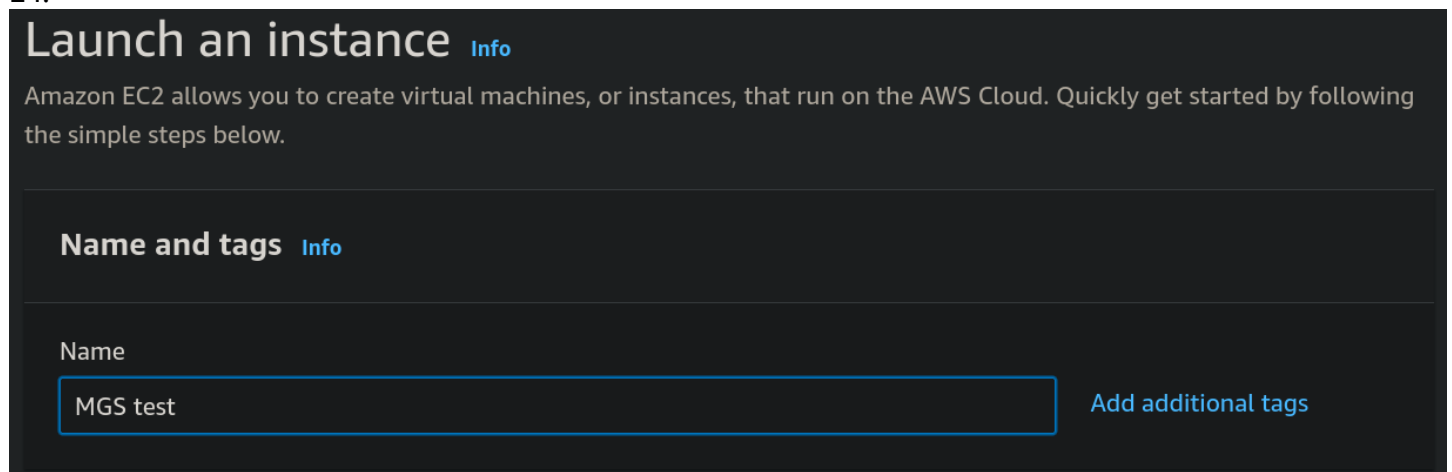 Launch an instance Info
Amazon EC2 allows you to create virtual machines, or instances, that run on the AWS Cloud. Quickly get started by following
the simple steps below.
Name and tags Info
Name
MGS test Add additional tags